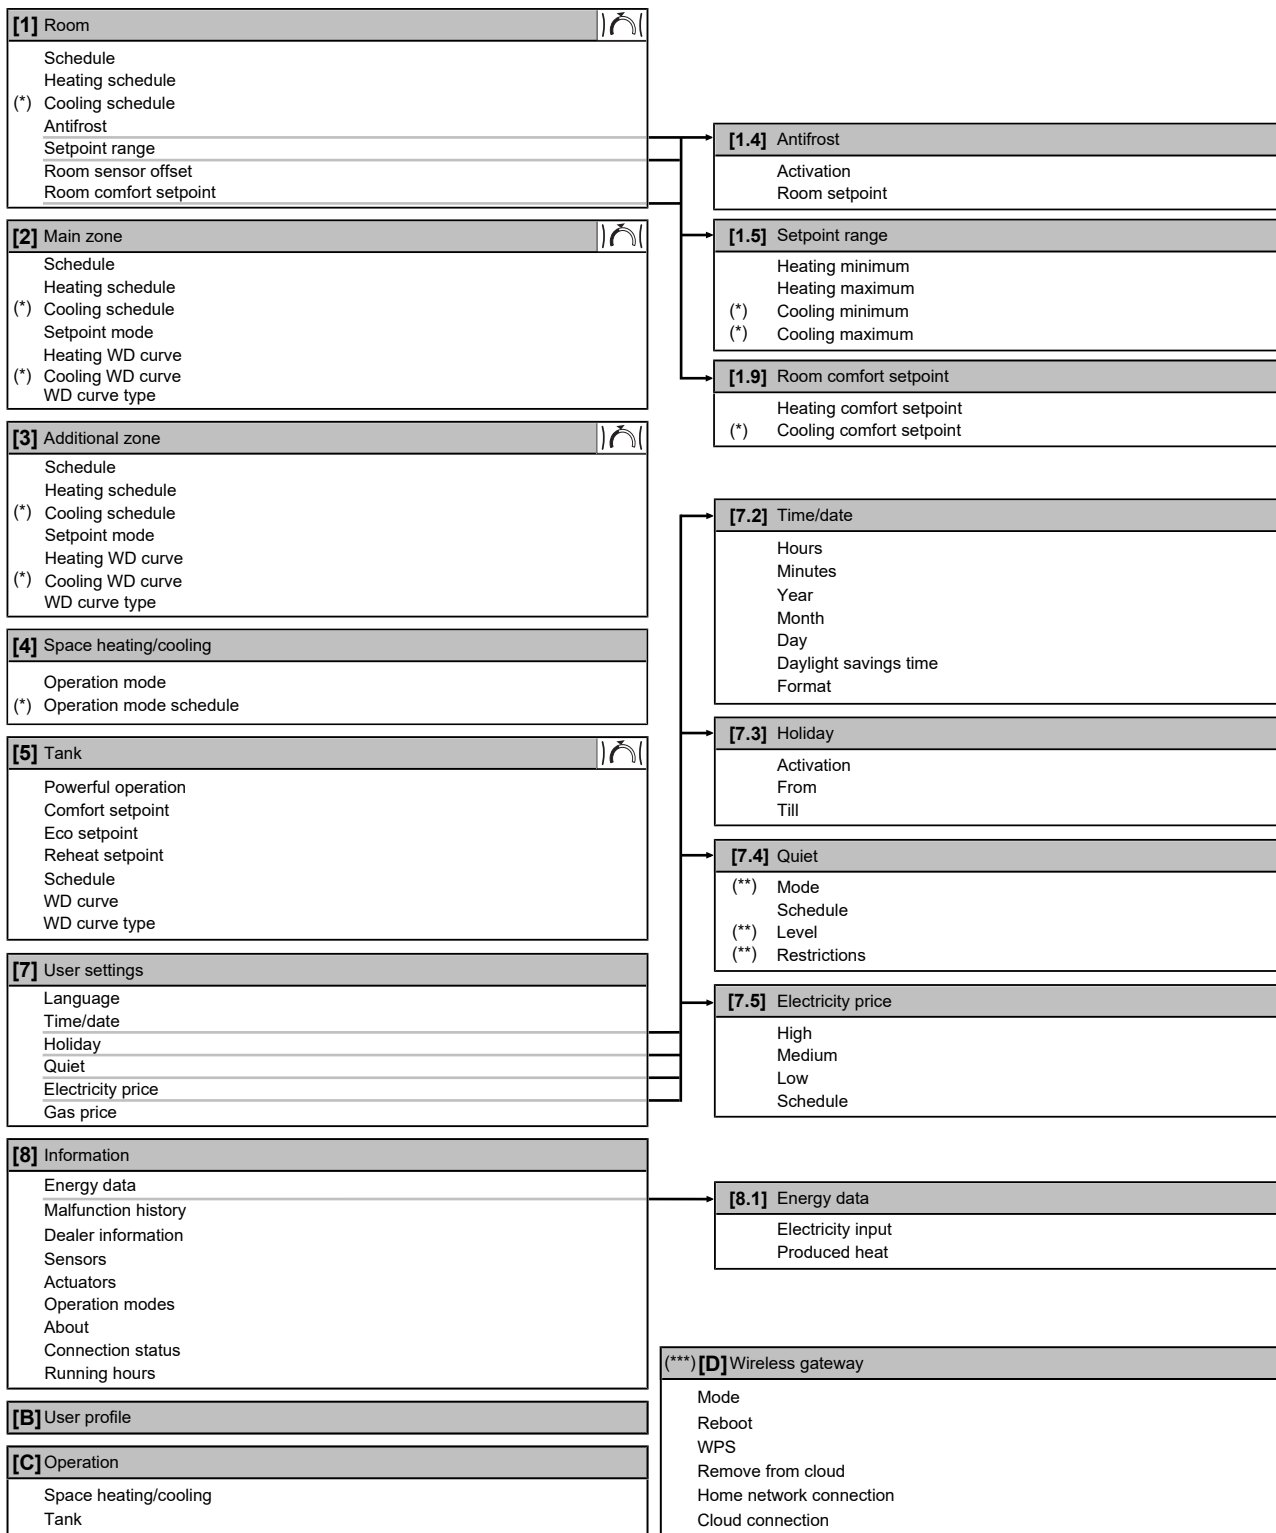 [1] Room
Schedule
Heating schedule
(*) Cooling schedule
Antifrost
Setpoint range
Room sensor offset
Room comfort setpoint
[2] Main zone
Schedule
Heating schedule
(*) Cooling schedule
Setpoint mode
Heating WD curve
(*) Cooling WD curve
WD curve type
[3] Additional zone
Schedule
Heating schedule
(*) Cooling schedule
Setpoint mode
Heating WD curve
(*) Cooling WD curve
WD curve type
[4] Space heating/cooling
Operation mode
(*) Operation mode schedule
[5] Tank
Powerful operation
Comfort setpoint
Eco setpoint
Reheat setpoint
Schedule
WD curve
WD curve type
[7] User settings
Language
Time/date
Holiday
Quiet
Electricity price
Gas price
[8] Information
Energy data
Malfunction history
Dealer information
Sensors
Actuators
Operation modes
About
Connection status
Running hours
[B] User profile
[C] Operation
Space heating/cooling
Tank
[1.4] Antifrost
Activation
Room setpoint
[1.5] Setpoint range
Heating minimum
Heating maximum
(*) Cooling minimum
(*) Cooling maximum
[1.9] Room comfort setpoint
Heating comfort setpoint
(*) Cooling comfort setpoint
[7.2] Time/date
Hours
Minutes
Year
Month
Day
Daylight savings time
Format
[7.3] Holiday
Activation
From
Till
[7.4] Quiet
(**) Mode
Schedule
(**) Level
(**) Restrictions
[7.5] Electricity price
High
Medium
Low
Schedule
[8.1] Energy data
Electricity input
Produced heat
(***) [D] Wireless gateway
Mode
Reboot
WPS
Remove from cloud
Home network connection
Cloud connection